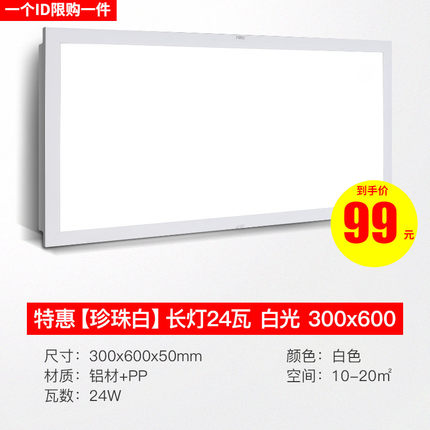 一个ID限购一件
到手价
99元
特惠【珍珠白】长灯24瓦 白光 300x600
尺寸：300x600x50mm
颜色：白色
材质：铝材+PP
空间：10-20㎡
瓦数：24W